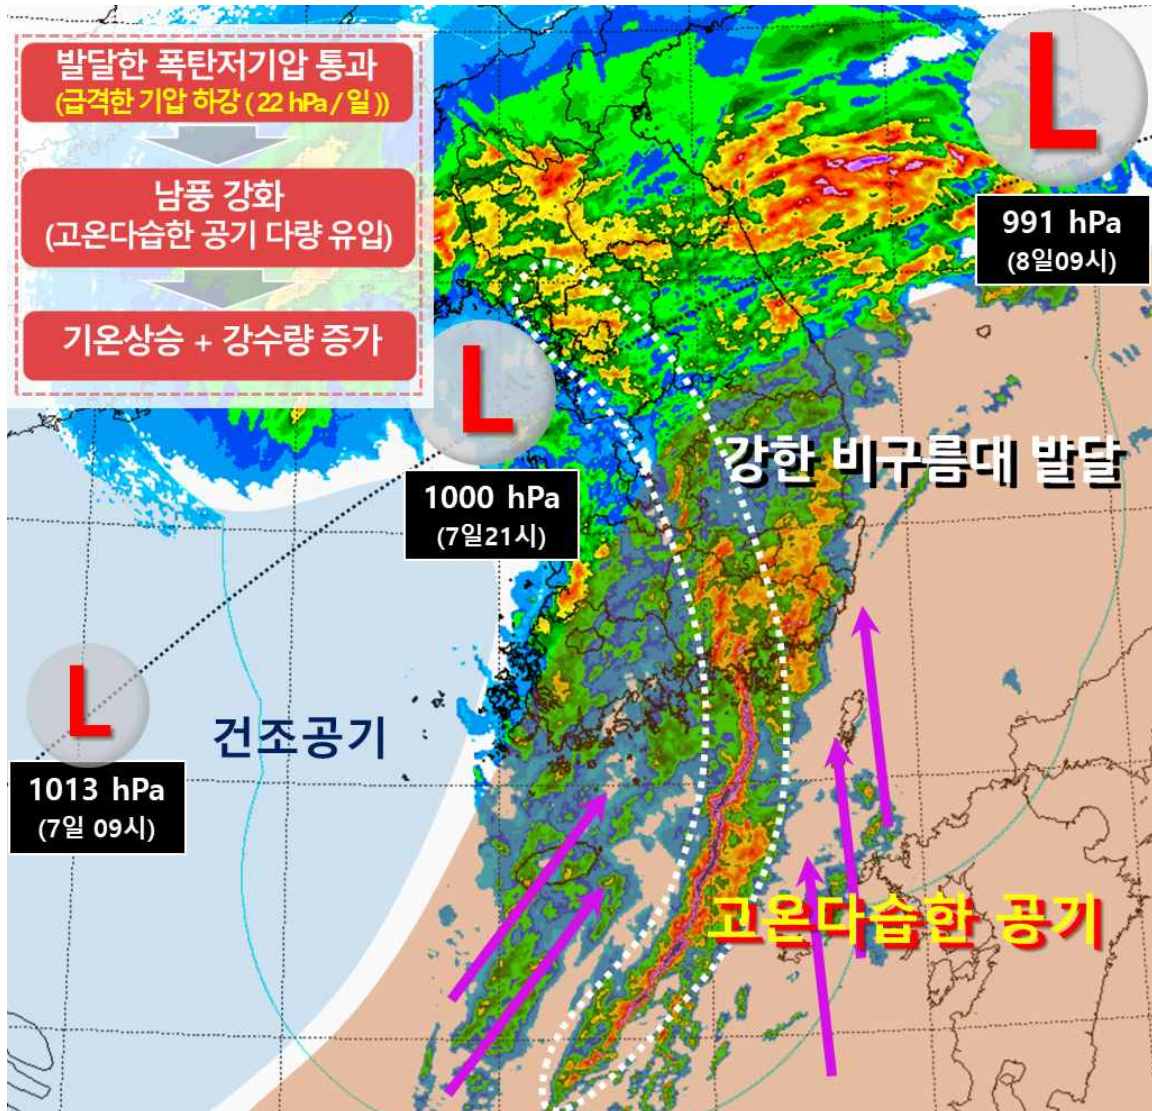 발달한 폭탄저기압 통과
(급격한 기압 하강 ( 22 hPa / 일 ))
남풍 강화
(고온다습한 공기 다량 유입)
기온상승 + 강수량 증가
L
991 hPa
(8일09시)
L
1000 hPa
(7일21시)
강한 비구름대 발달
L
1013 hPa
(7일 09시)
건조공기
고온다습한 공기